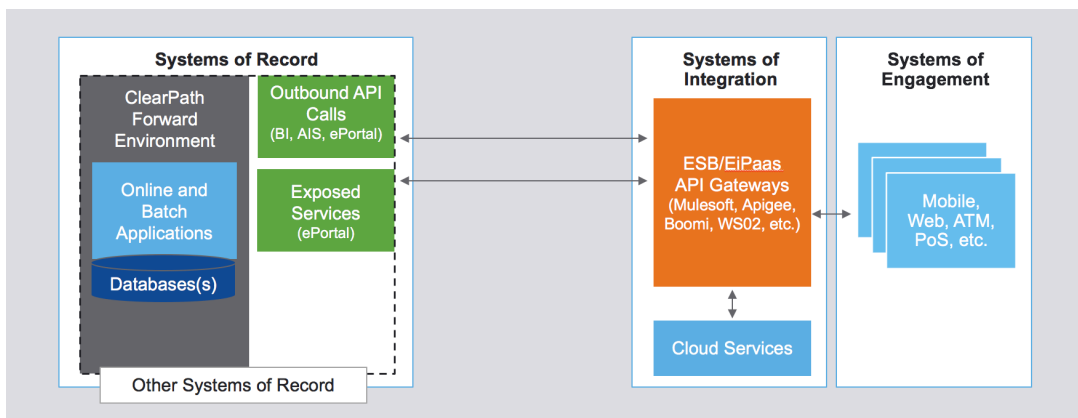 Systems of Record
ClearPath
Forward
Environment
Online and
Batch
Applications
Databases(s)
Outbound API
Calls
(BI, AIS, ePortal)
Exposed
Services
(ePortal)
Other Systems of Record
Systems of
Integration
ESB/EiPaas
API Gateways
(Mulesoft, Apigee,
Boomi, WS02, etc.)
Cloud Services
Systems of
Engagement
Mobile,
Web, ATM,
PoS, etc.